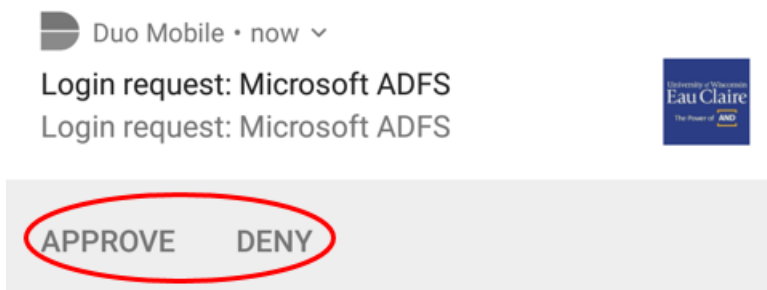 Duo Mobile • now
Login request: Microsoft ADFS
Login request: Microsoft ADFS
University of Wisconsin
Eau Claire
The Power of AND
APPROVE DENY